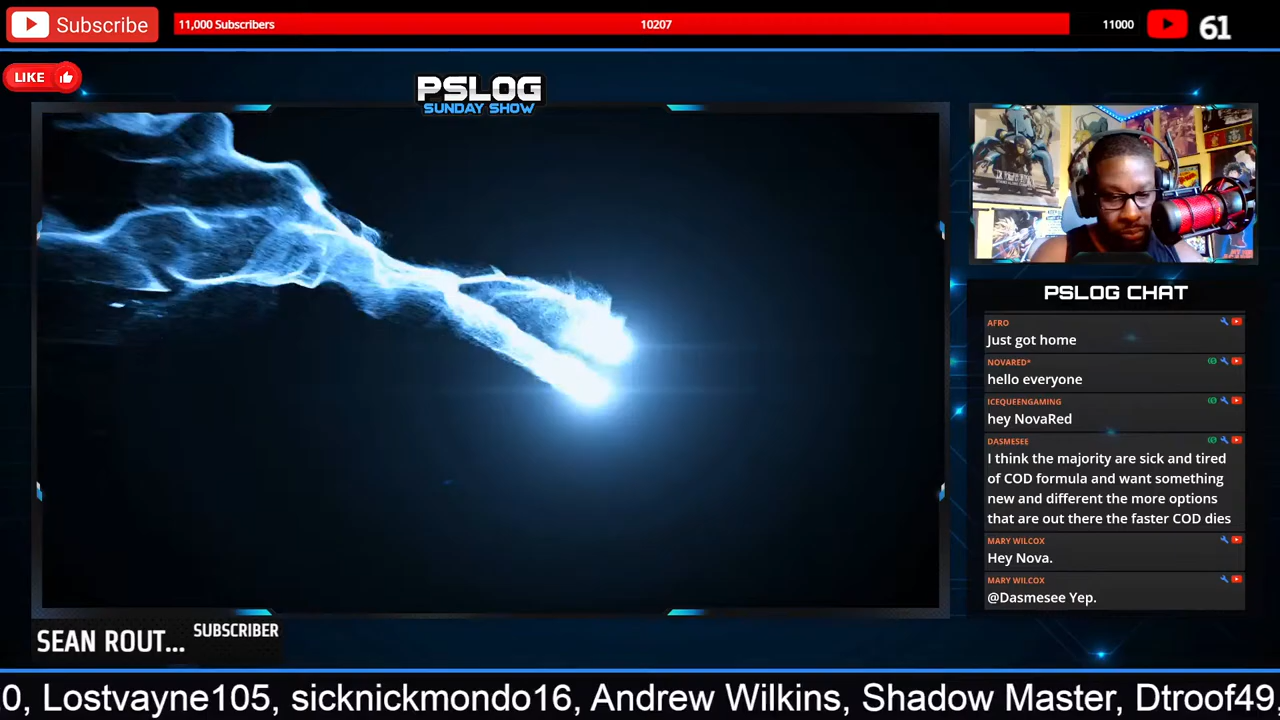 Subscribe
11,000 Subscribers
10207
11000
61
LIKE
PSLOG
SUNDAY SHOW
PSLOG CHAT
AFRO
Just got home
NOVARED*
hello everyone
ICEQUEENGAMING
hey NovaRed
DASMESEE
I think the majority are sick and tired
of COD formula and want something
new and different the more options
that are out there the faster COD dies
MARY WILCOX
Hey Nova.
MARY WILCOX
@Dasmesee Yep.
SEAN ROUT...
SUBSCRIBER
0, Lostvayne105, sicknickmondo16, Andrew Wilkins, Shadow Master, Dtroof49,